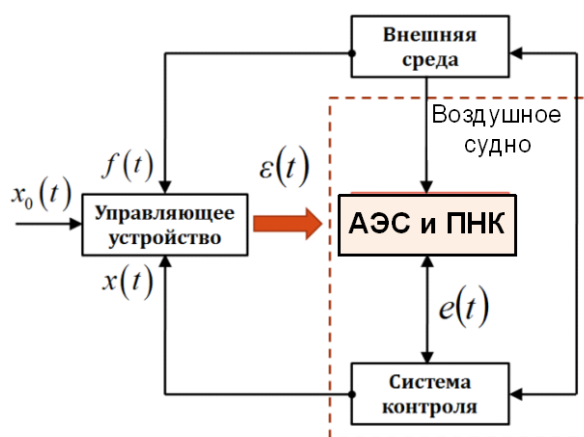 Внешняя
среда
Воздушное
судно
f(t)
ε(t)
x₀(t)
Управляющее
устройство
АЭС и ПНК
x(t)
e(t)
Система
контроля